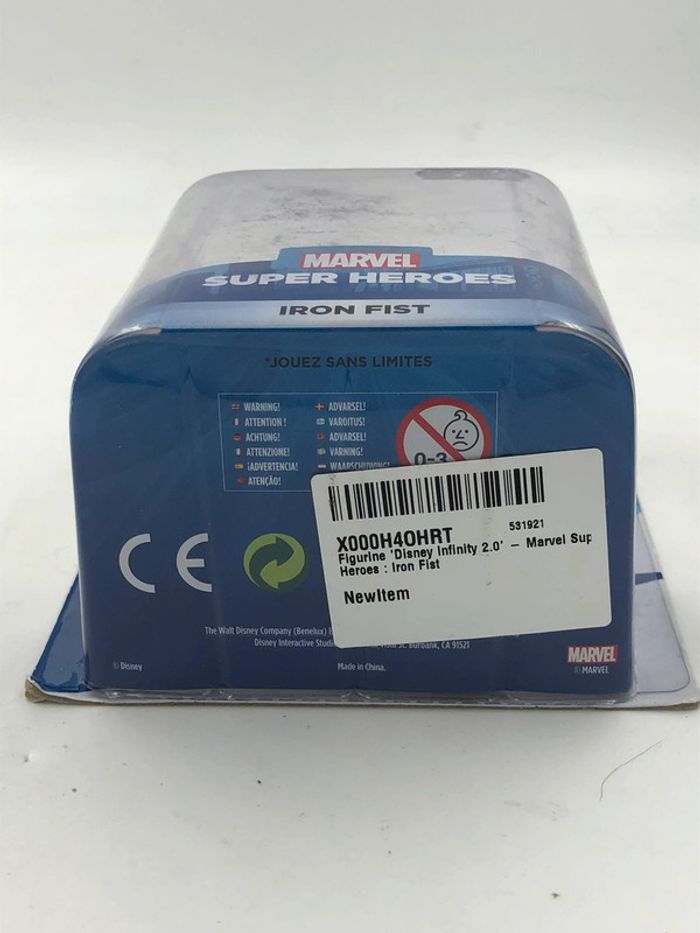 MARVEL
SUPER HEROES
IRON FIST
*JOUEZ SANS LIMITES
WARNING!
ATTENTION !
ACHTUNG!
ATTENZIONE!
¡ADVERTENCIA!
ATENÇÃO!
ADVARSEL!
VAROITUS!
ADVARSEL!
VARNING!
WAARSCHUWING!
0-3
CE
531921
X000H4OHRT
Figurine 'Disney Infinity 2.0' – Marvel Sup
Heroes : Iron Fist
NewItem
The Walt Disney Company (Benelux)
Disney Interactive
St. Burbank, CA 91521
© Disney
Made in China.
MARVEL
© MARVEL